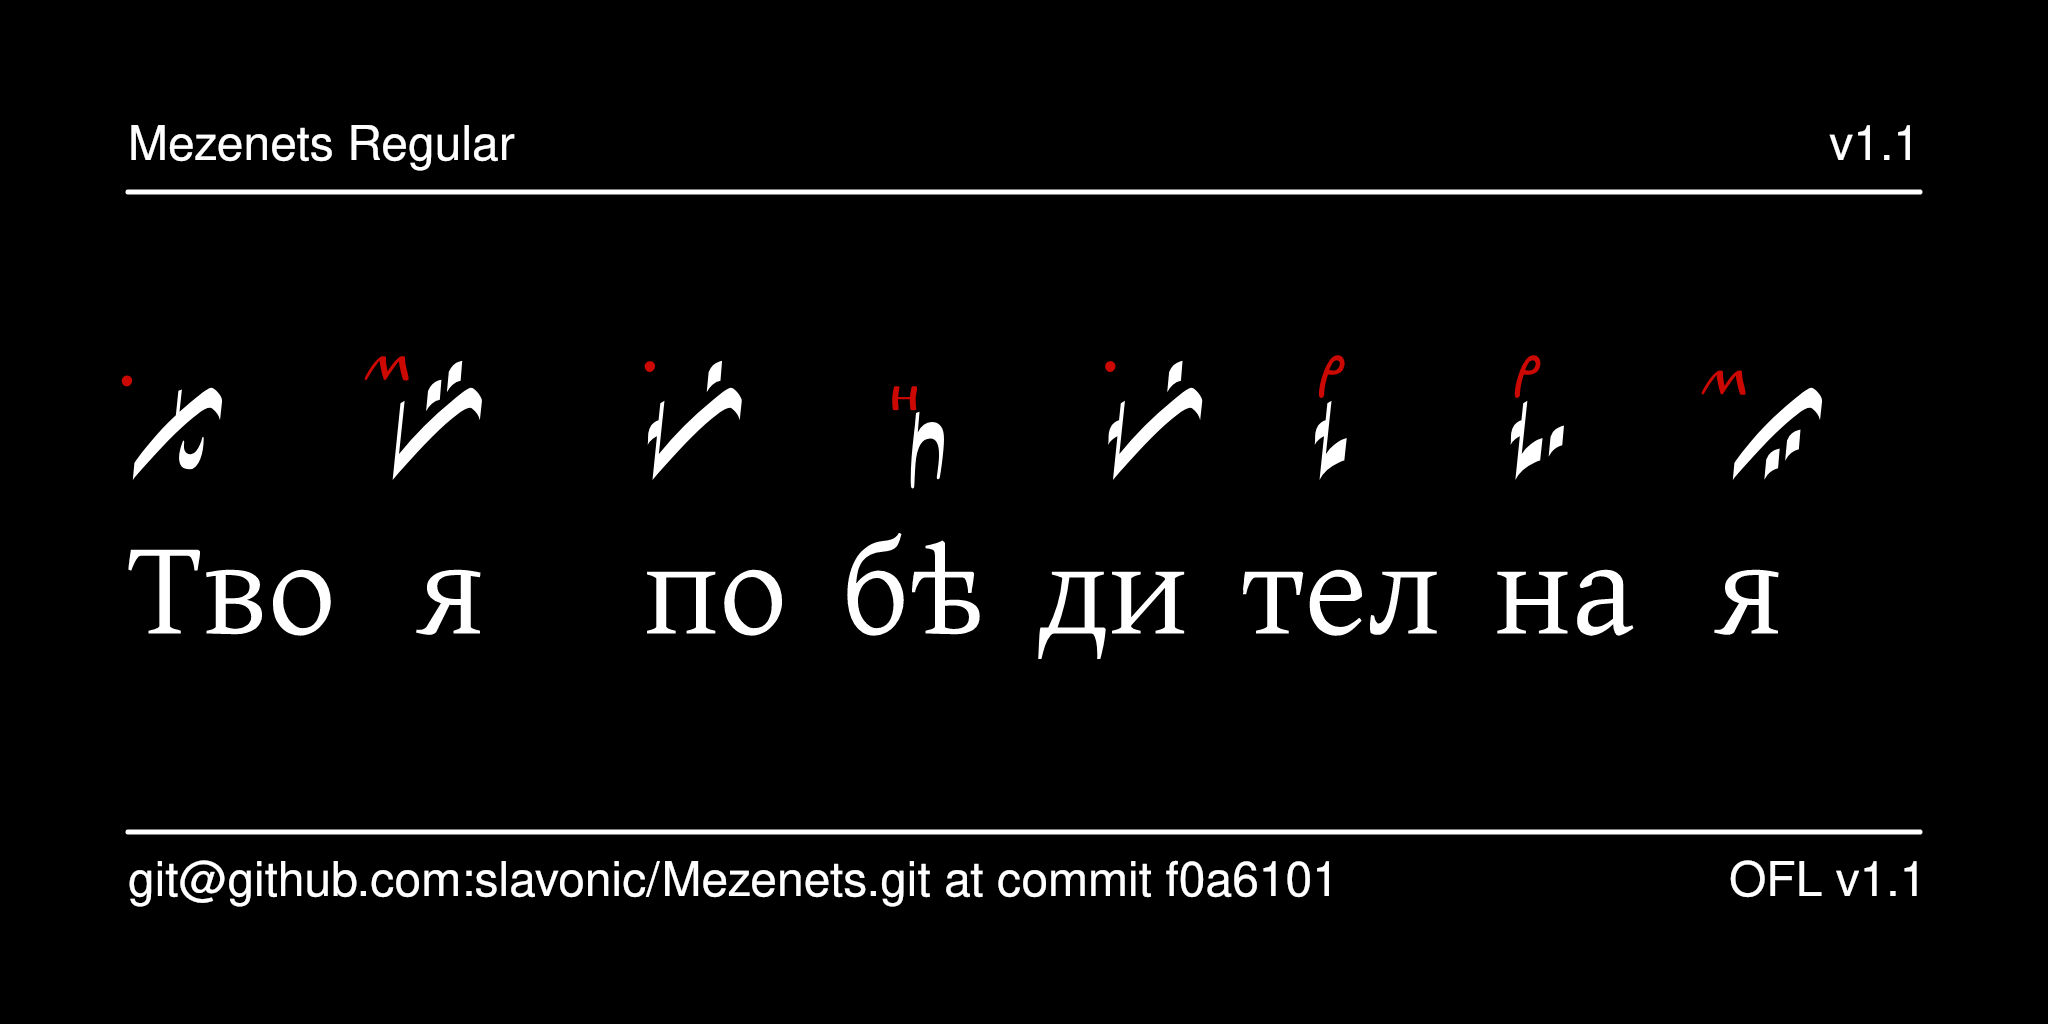 Mezenets Regular v1.1
Тво я по бѣ ди тел на я
git@github.com:slavonic/Mezenets.git at commit f0a6101 OFL v1.1